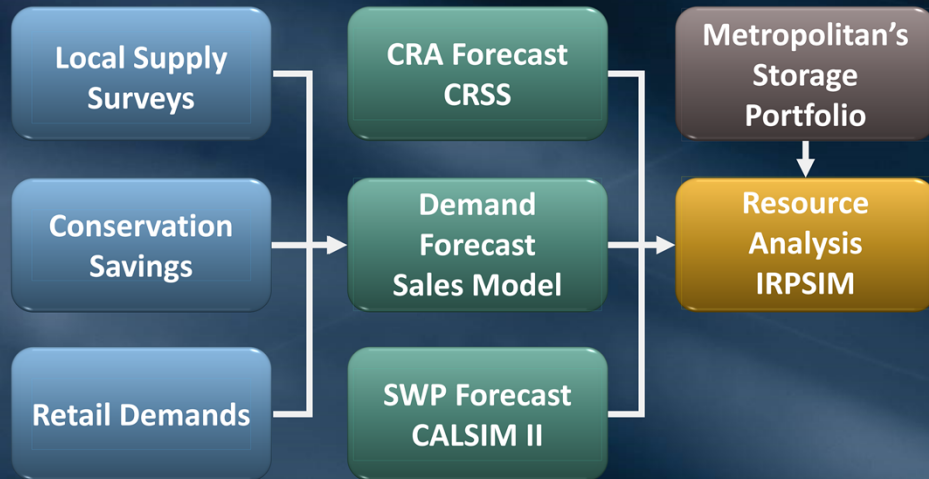 Local Supply
Surveys
CRA Forecast
CRSS
Metropolitan's
Storage
Portfolio
Conservation
Savings
Demand
Forecast
Sales Model
Resource
Analysis
IRPSIM
Retail Demands
SWP Forecast
CALSIM II